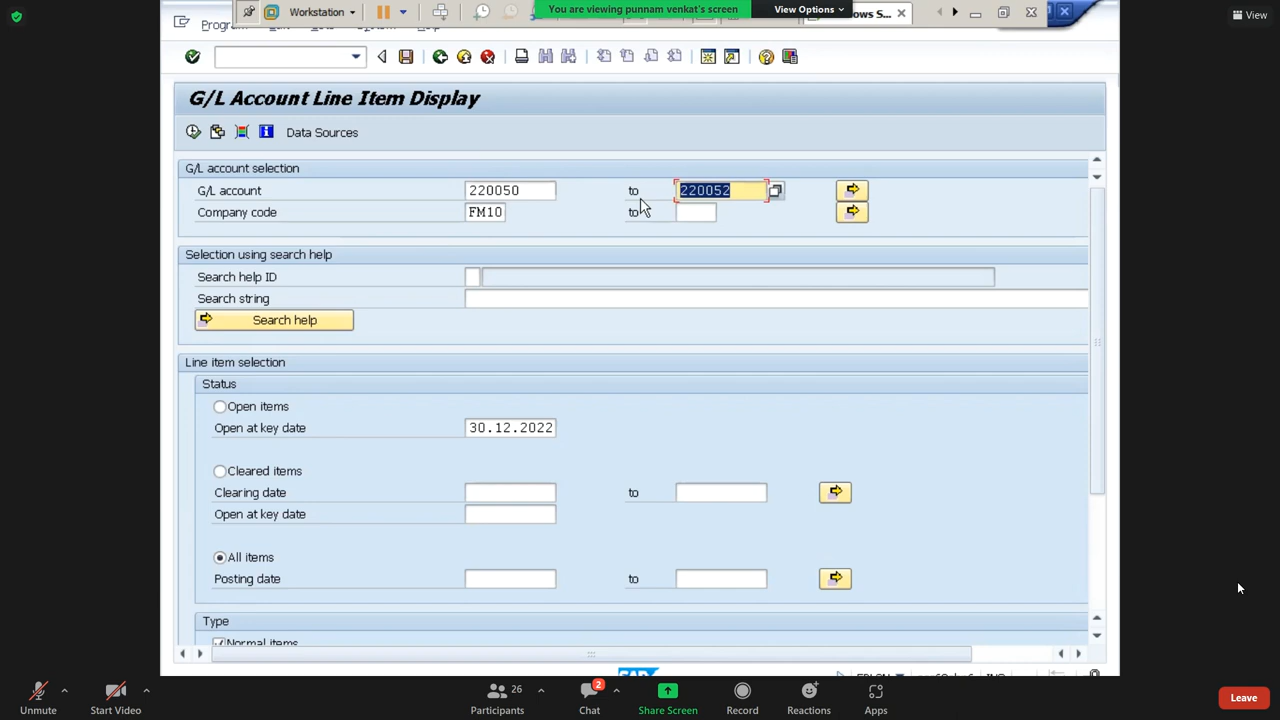 Workstation
You are viewing punnam venkat's screen
View Options
View
Program
G/L Account Line Item Display
Data Sources
G/L account selection
G/L account 220050 to 220052
Company code FM10 to
Selection using search help
Search help ID
Search string
Search help
Line item selection
Status
Open items
Open at key date 30.12.2022
Cleared items
Clearing date to
Open at key date
All items
Posting date to
Type
Normal items
SAP
Unmute
Start Video
26
Participants
2
Chat
Share Screen
Record
Reactions
Apps
Leave